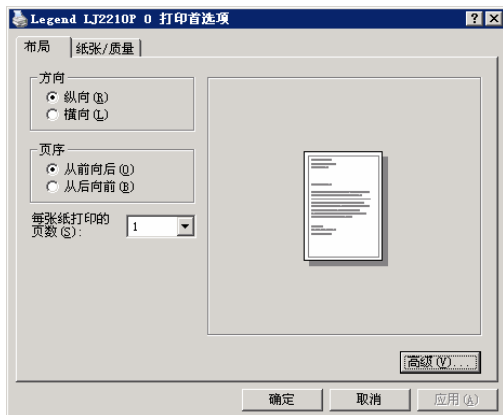 Legend LJ2210P 0 打印首选项
布局 纸张/质量
方向
纵向(R)
横向(L)
页序
从前向后(O)
从后向前(B)
每张纸打印的
页数(S):
1
高级(V)...
确定 取消 应用(A)